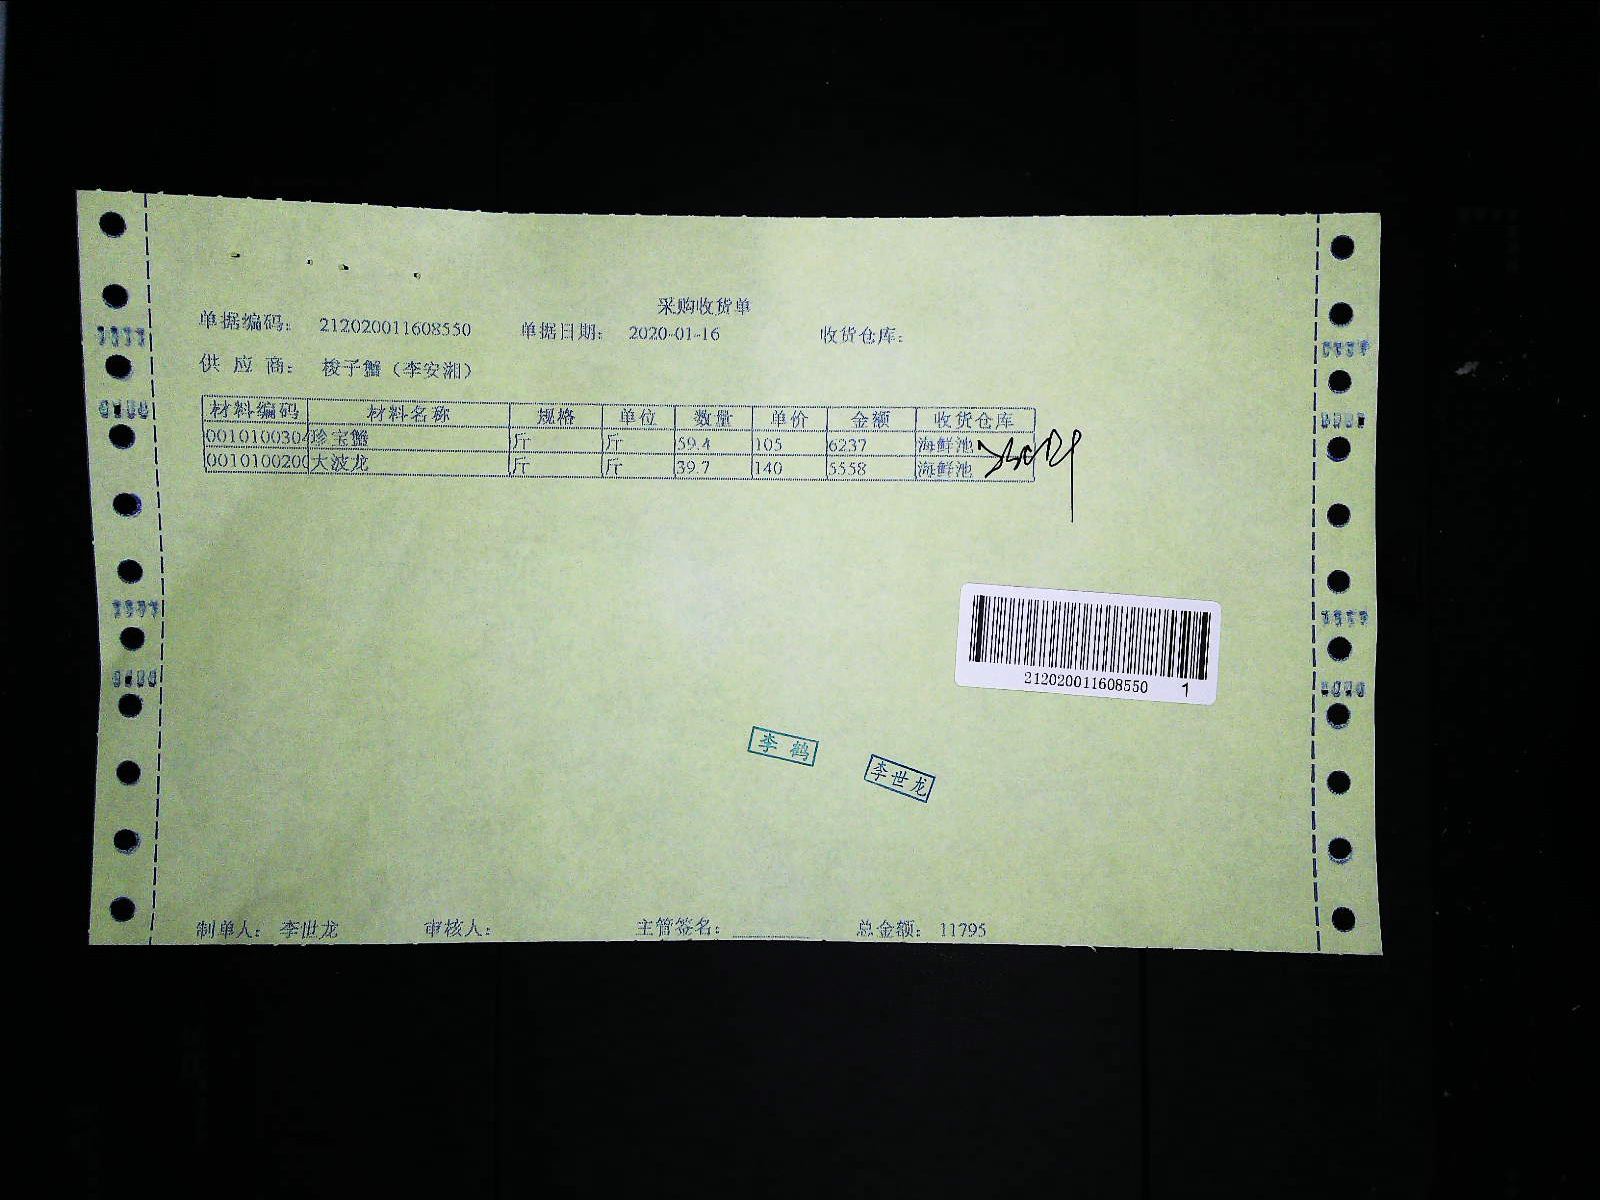 采购收货单
单据编码： 212020011608550 单据日期： 2020-01-16 收货仓库：
供 应 商： 梭子蟹（李安湘）
材料编码 材料名称 规格 单位 数量 单价 金额 收货仓库
0010100304 珍宝蟹 斤 斤 59.4 105 6237 海鲜池
001010020 大波龙 斤 斤 39.7 140 5558 海鲜池
212020011608550 1
李 鹤
李世龙
制单人： 李世龙 审核人： 主管签名： 总金额： 11795